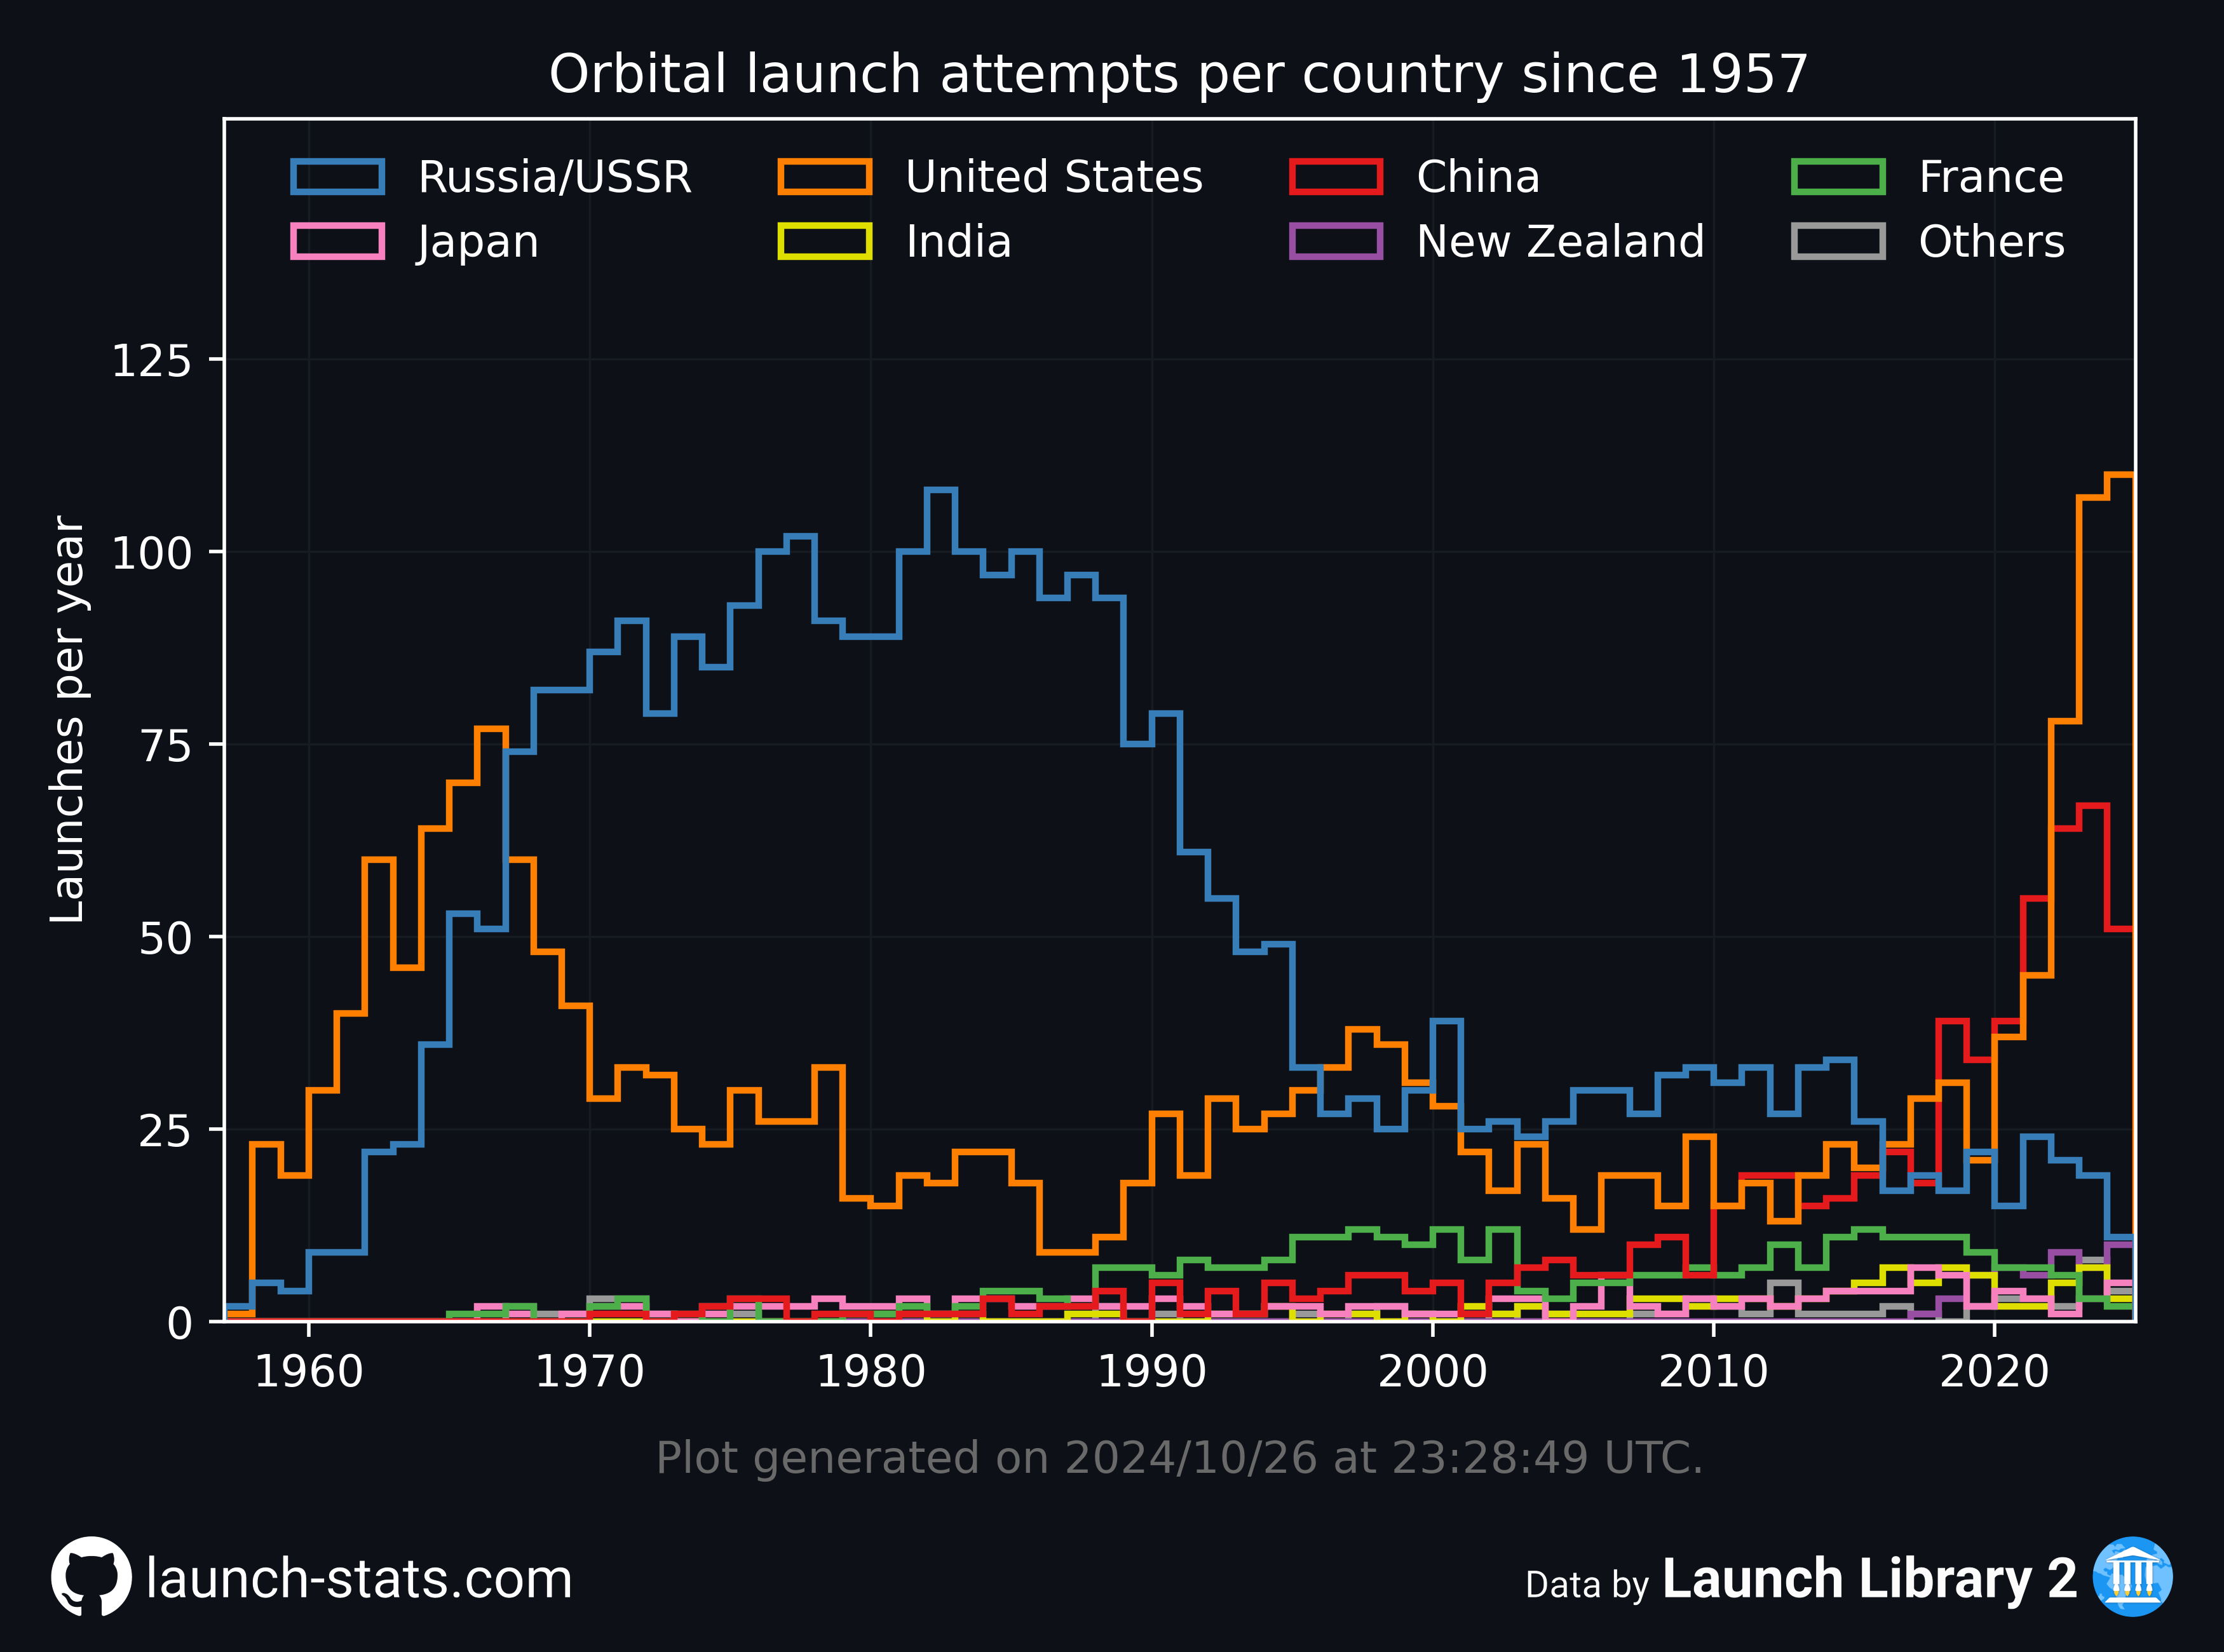 Orbital launch attempts per country since 1957
Russia/USSR United States China France
Japan India New Zealand Others
Launches per year
125
100
75
50
25
0
1960 1970 1980 1990 2000 2010 2020
Plot generated on 2024/10/26 at 23:28:49 UTC.
launch-stats.com
Data by Launch Library 2